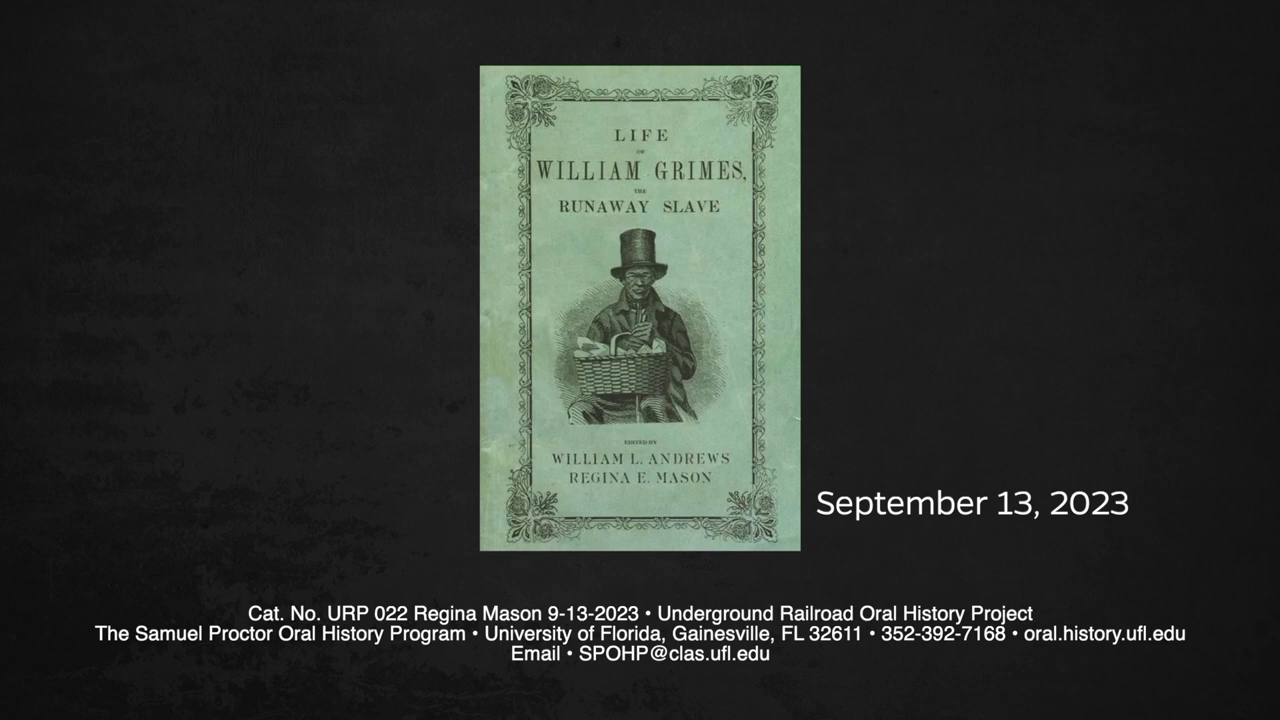 LIFE
OF
WILLIAM GRIMES,
THE
RUNAWAY SLAVE
EDITED BY
WILLIAM L. ANDREWS
REGINA E. MASON
September 13, 2023
Cat. No. URP 022 Regina Mason 9-13-2023 • Underground Railroad Oral History Project
The Samuel Proctor Oral History Program • University of Florida, Gainesville, FL 32611 • 352-392-7168 • oral.history.ufl.edu
Email • SPOHP@clas.ufl.edu